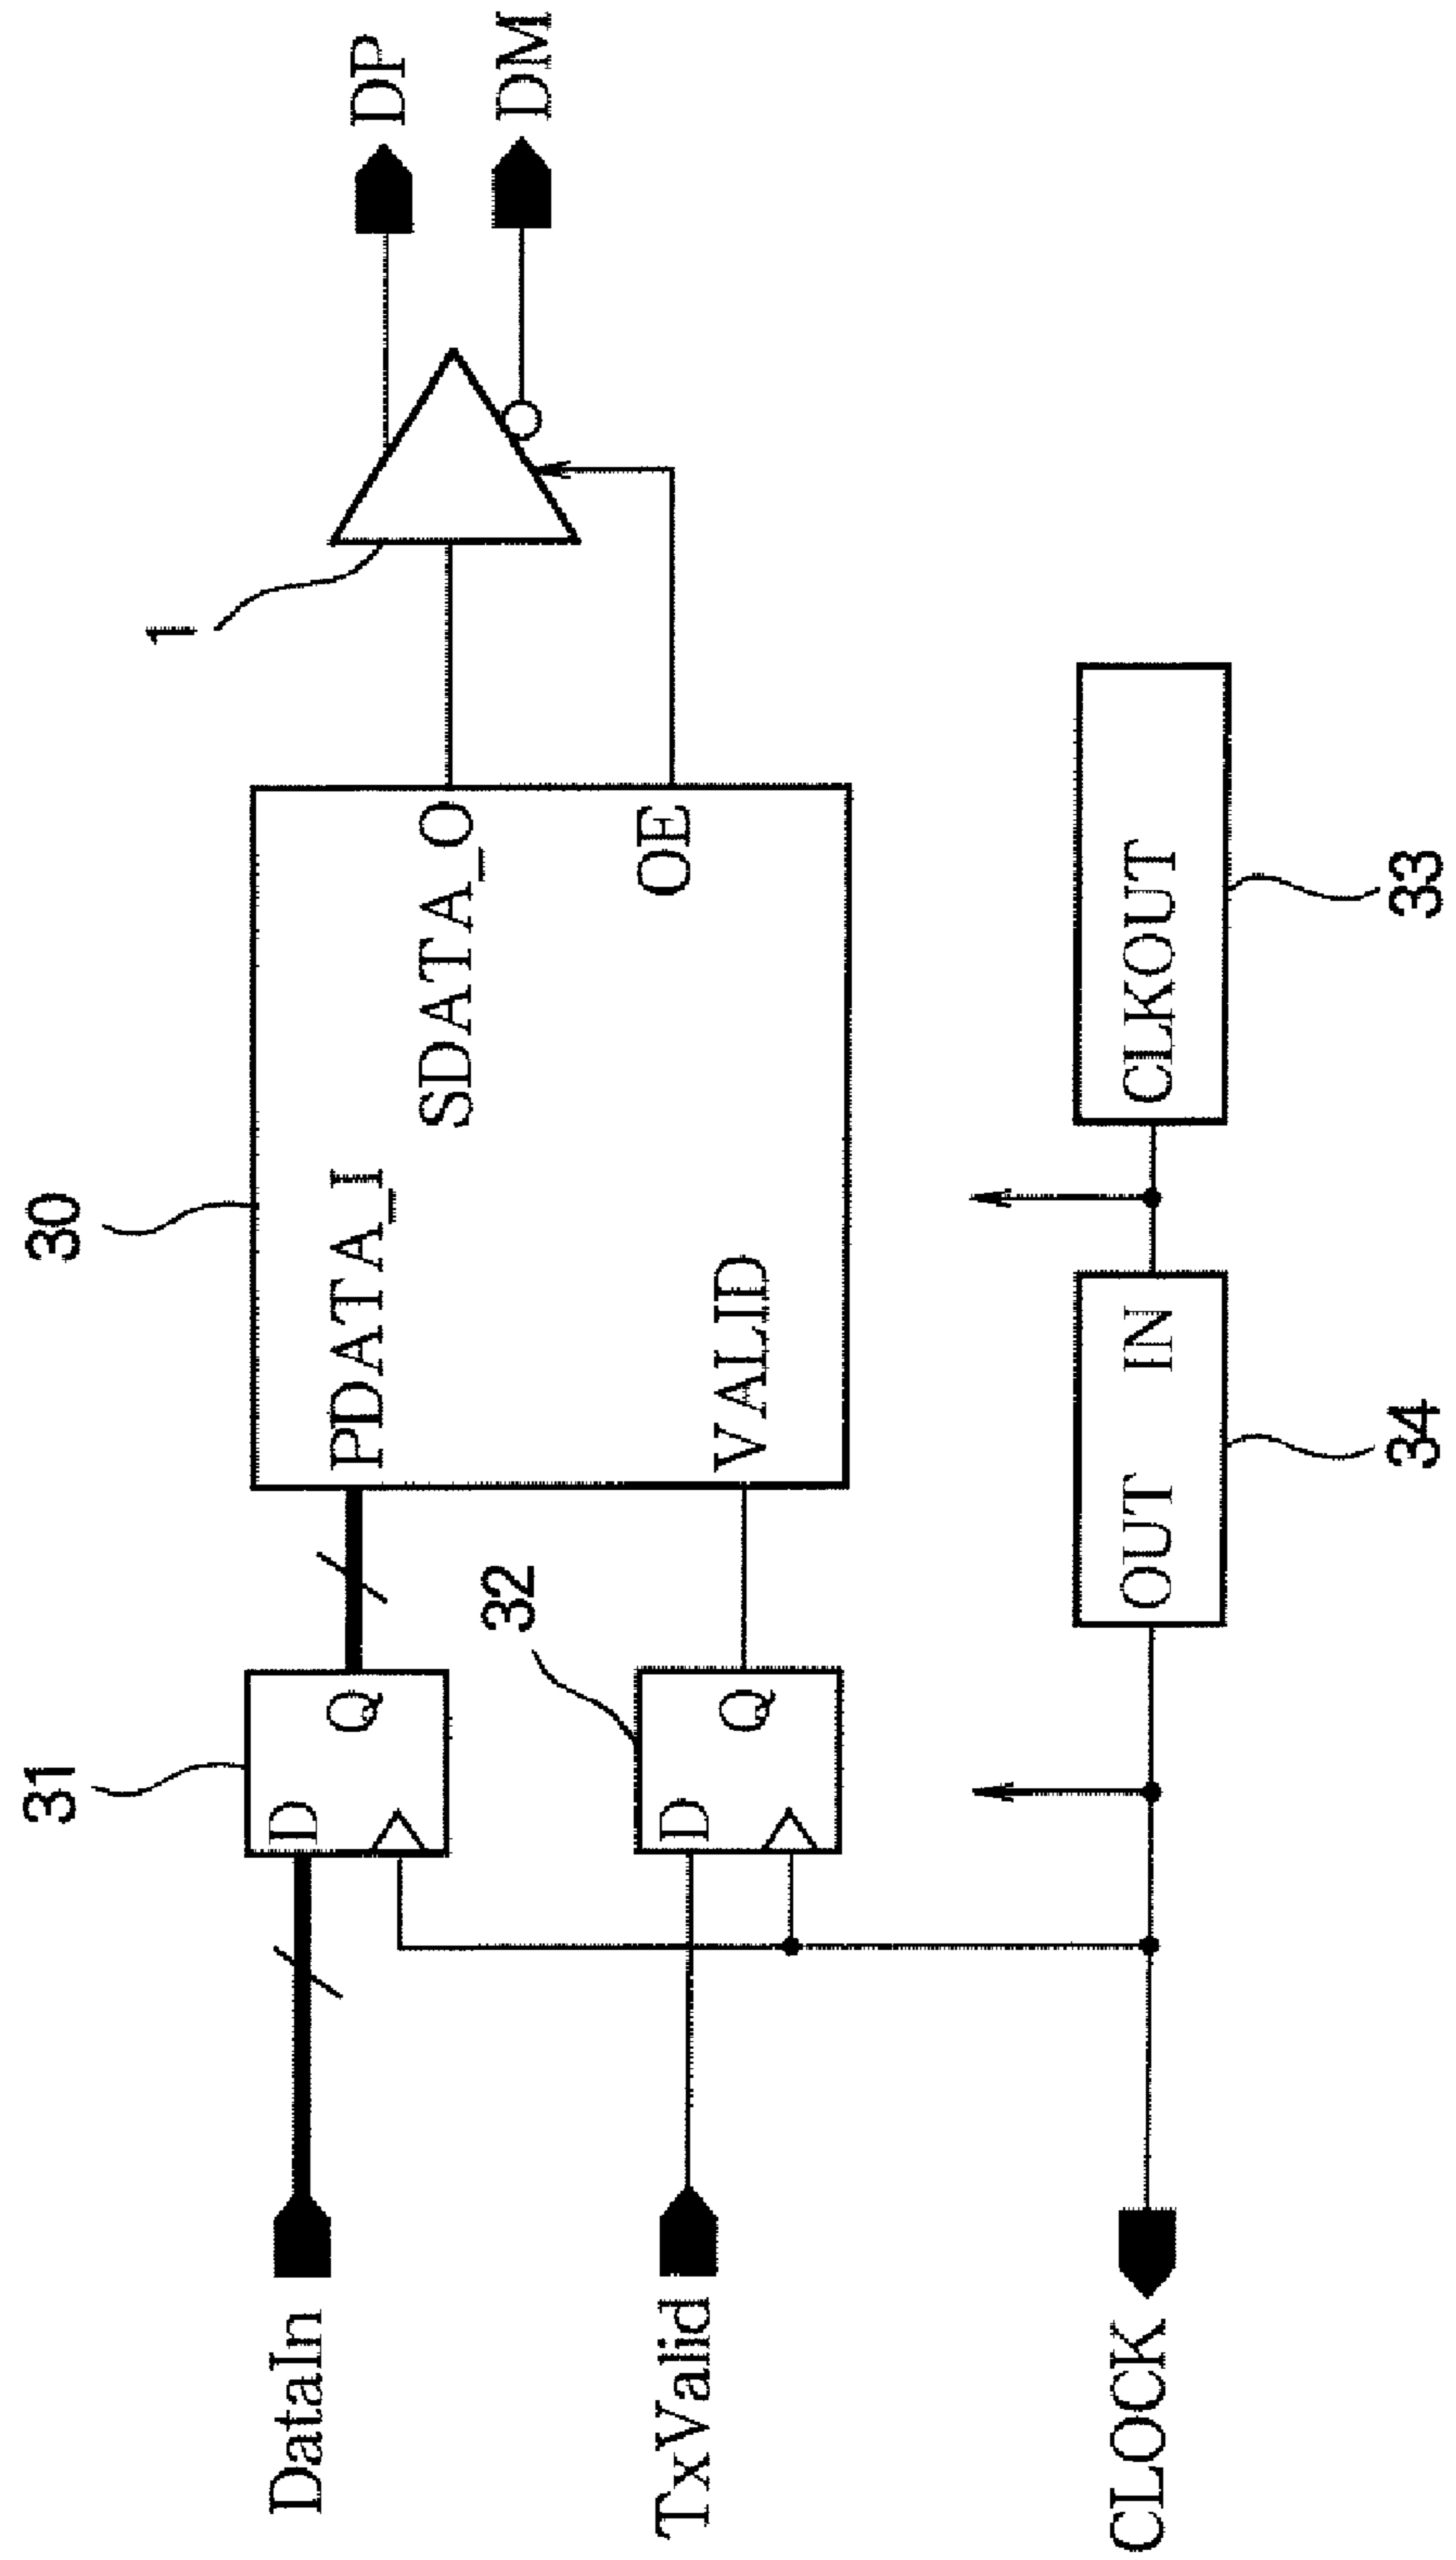 30
31
DataIn
D
Q
PDATA_I
SDATA_O
1
DP
DM
32
TxValid
D
Q
VALID
OE
CLOCK
OUT IN
CLKOUT
34
33